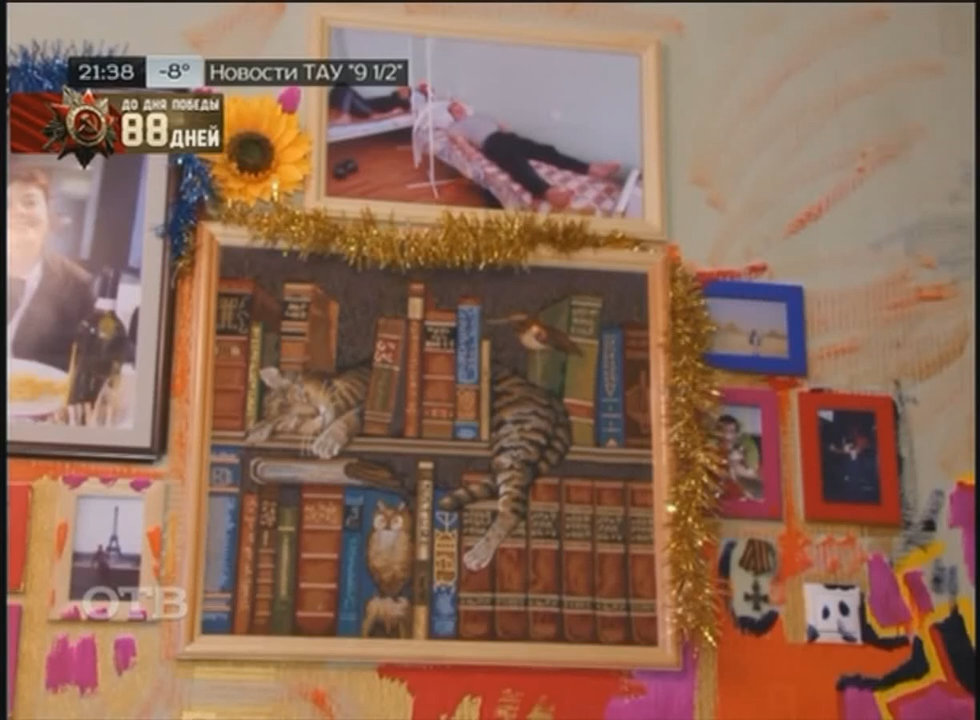 21:38 -8° Новости ТАУ "9 1/2"
ДО ДНЯ ПОБЕДЫ
88 ДНЕЙ
ОТВ